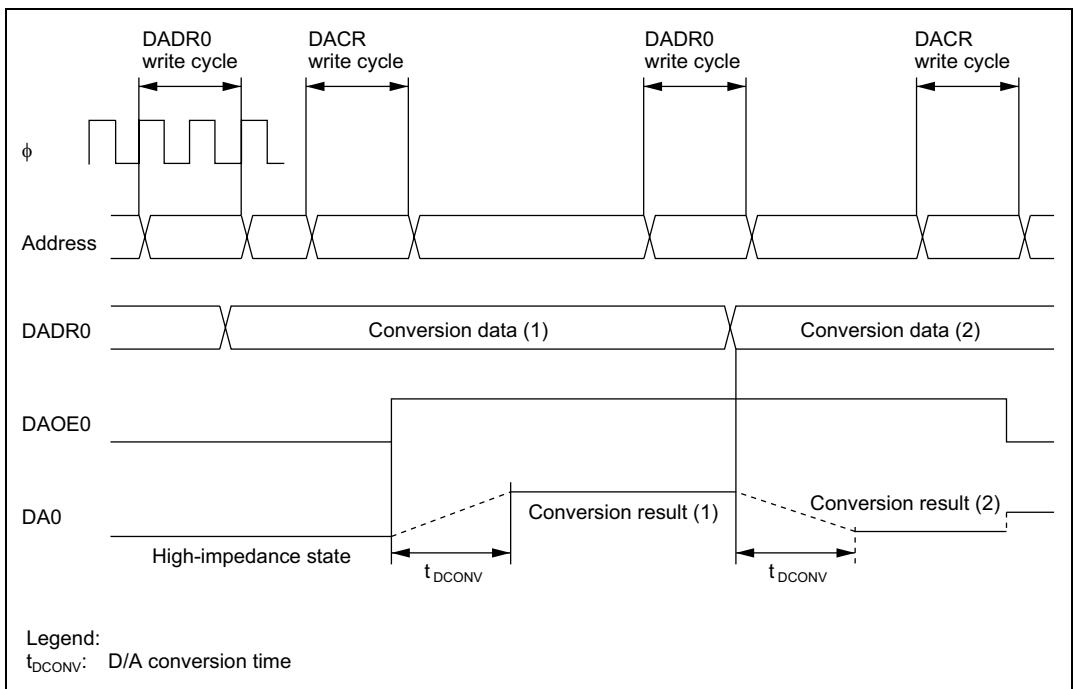 DADR0
write cycle
DACR
write cycle
DADR0
write cycle
DACR
write cycle
ϕ
Address
DADR0
Conversion data (1)
Conversion data (2)
DAOE0
DA0
Conversion result (1)
Conversion result (2)
High-impedance state
tDCONV
tDCONV
Legend:
tDCONV: D/A conversion time